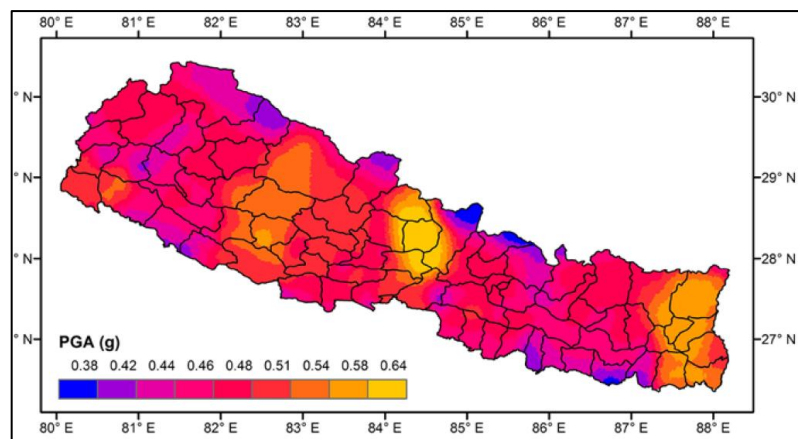 80° E 81° E 82° E 83° E 84° E 85° E 86° E 87° E 88° E
° N 30° N
° N 29° N
° N 28° N
° N 27° N
PGA (g)
0.38 0.42 0.44 0.46 0.48 0.51 0.54 0.58 0.64
80° E 81° E 82° E 83° E 84° E 85° E 86° E 87° E 88° E